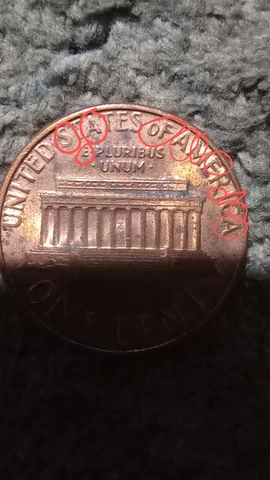 UNITED STATES OF AMERICA
E PLURIBUS
· UNUM ·
ONE CENT